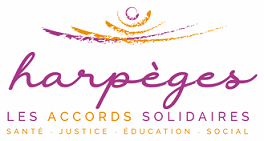 harpèges
LES ACCORDS SOLIDAIRES
SANTÉ . JUSTICE . ÉDUCATION . SOCIAL